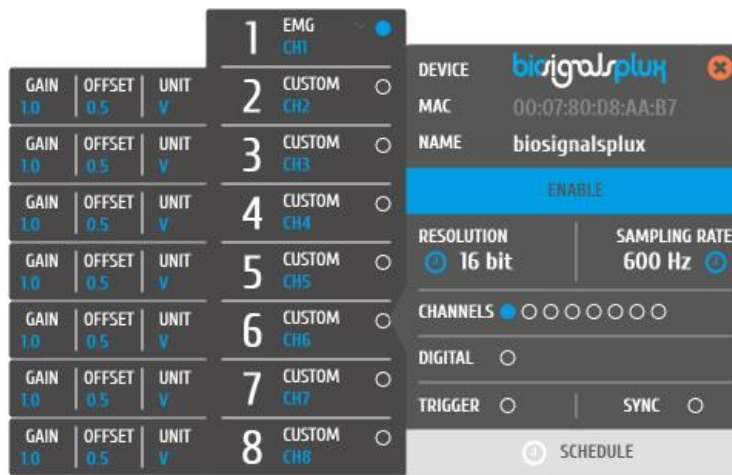 1 EMG
CH1
GAIN OFFSET UNIT
1.0 0.5 V
2 CUSTOM
CH2
GAIN OFFSET UNIT
1.0 0.5 V
3 CUSTOM
CH3
GAIN OFFSET UNIT
1.0 0.5 V
4 CUSTOM
CH4
GAIN OFFSET UNIT
1.0 0.5 V
5 CUSTOM
CH5
GAIN OFFSET UNIT
1.0 0.5 V
6 CUSTOM
CH6
GAIN OFFSET UNIT
1.0 0.5 V
7 CUSTOM
CH7
GAIN OFFSET UNIT
1.0 0.5 V
8 CUSTOM
CH8
DEVICE biosignalsplux
MAC 00:07:80:D8:AA:B7
NAME biosignalsplux
ENABLE
RESOLUTION SAMPLING RATE
16 bit 600 Hz
CHANNELS
DIGITAL
TRIGGER SYNC
SCHEDULE